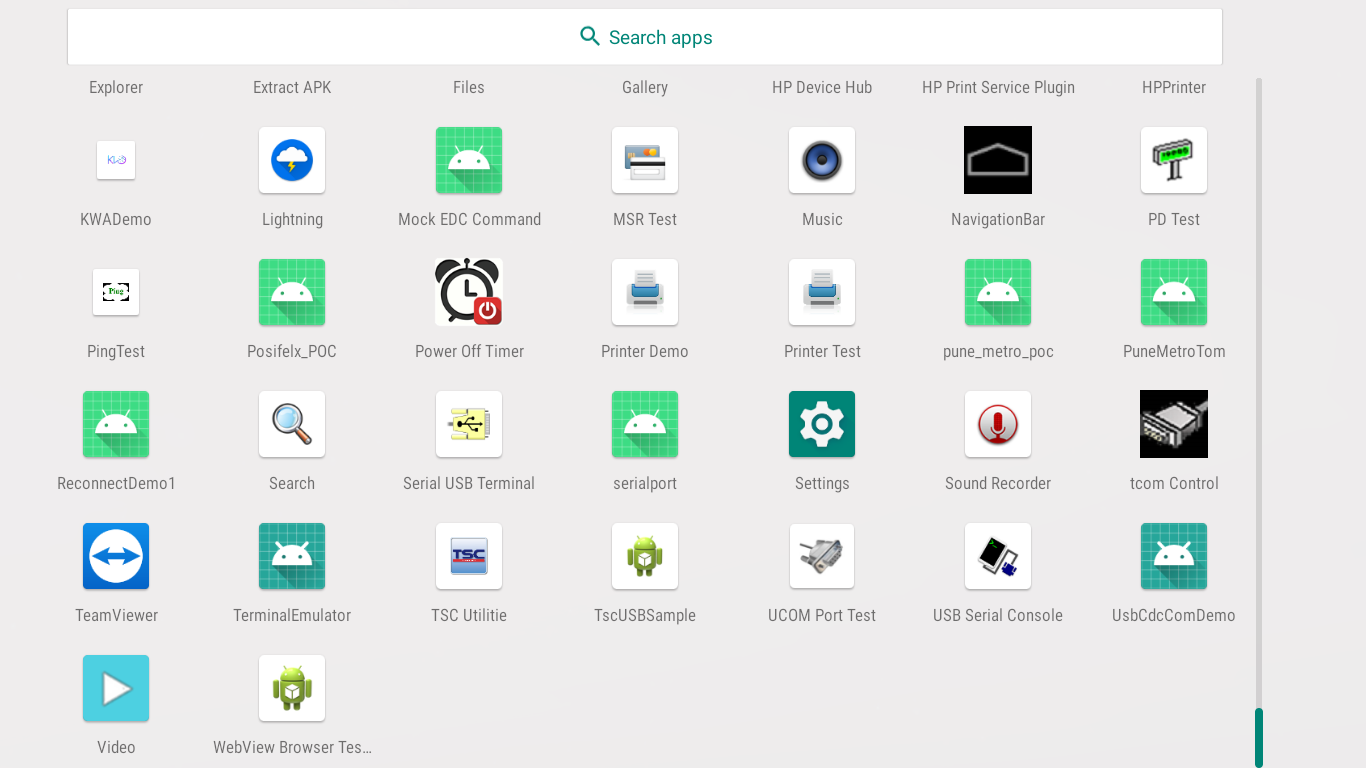 Search apps
Explorer
Extract APK
Files
Gallery
HP Device Hub
HP Print Service Plugin
HPPrinter
KWADemo
Lightning
Mock EDC Command
MSR Test
Music
NavigationBar
PD Test
Ping
PingTest
Posifelx_POC
Power Off Timer
Printer Demo
Printer Test
pune_metro_poc
PuneMetroTom
ReconnectDemo1
Search
Serial USB Terminal
serialport
Settings
Sound Recorder
tcom Control
TSC
TeamViewer
TerminalEmulator
TSC Utilitie
TscUSBSample
UCOM Port Test
USB Serial Console
UsbCdcComDemo
Video
WebView Browser Tes...